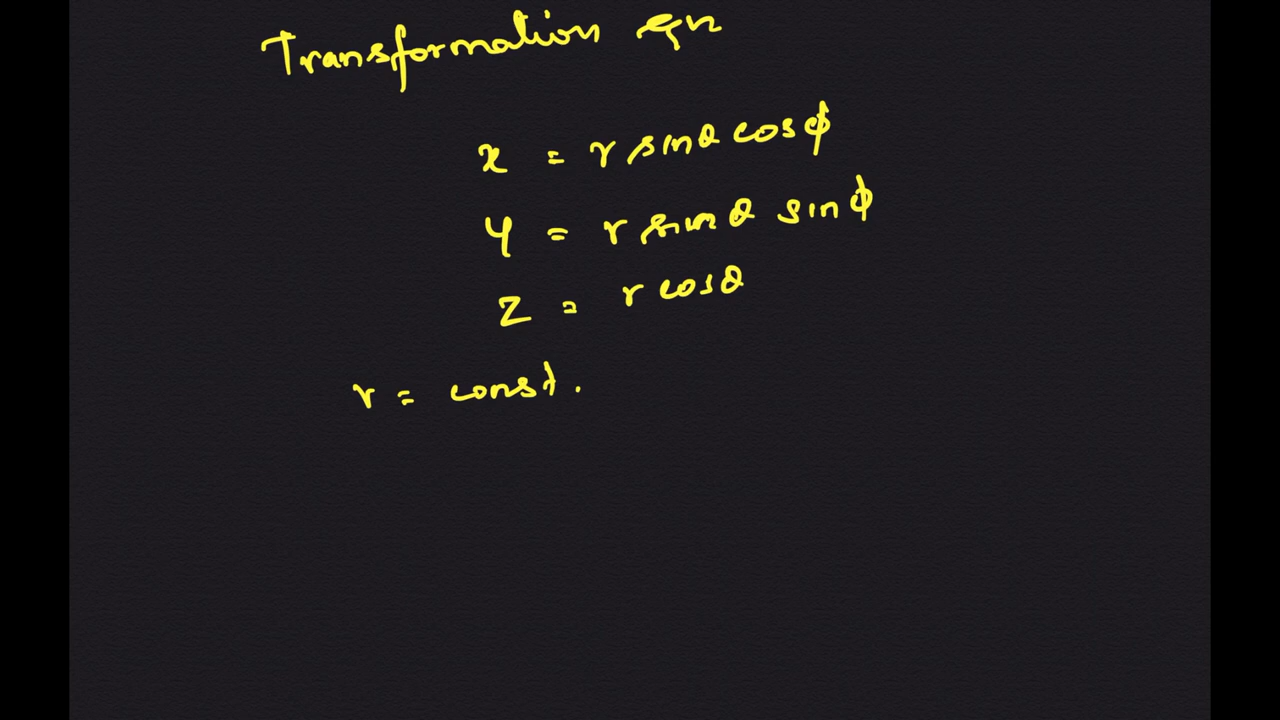 Transformation eqn
x = r sinθ cosϕ
y = r sinθ sinϕ
z = r cosθ
r = const.